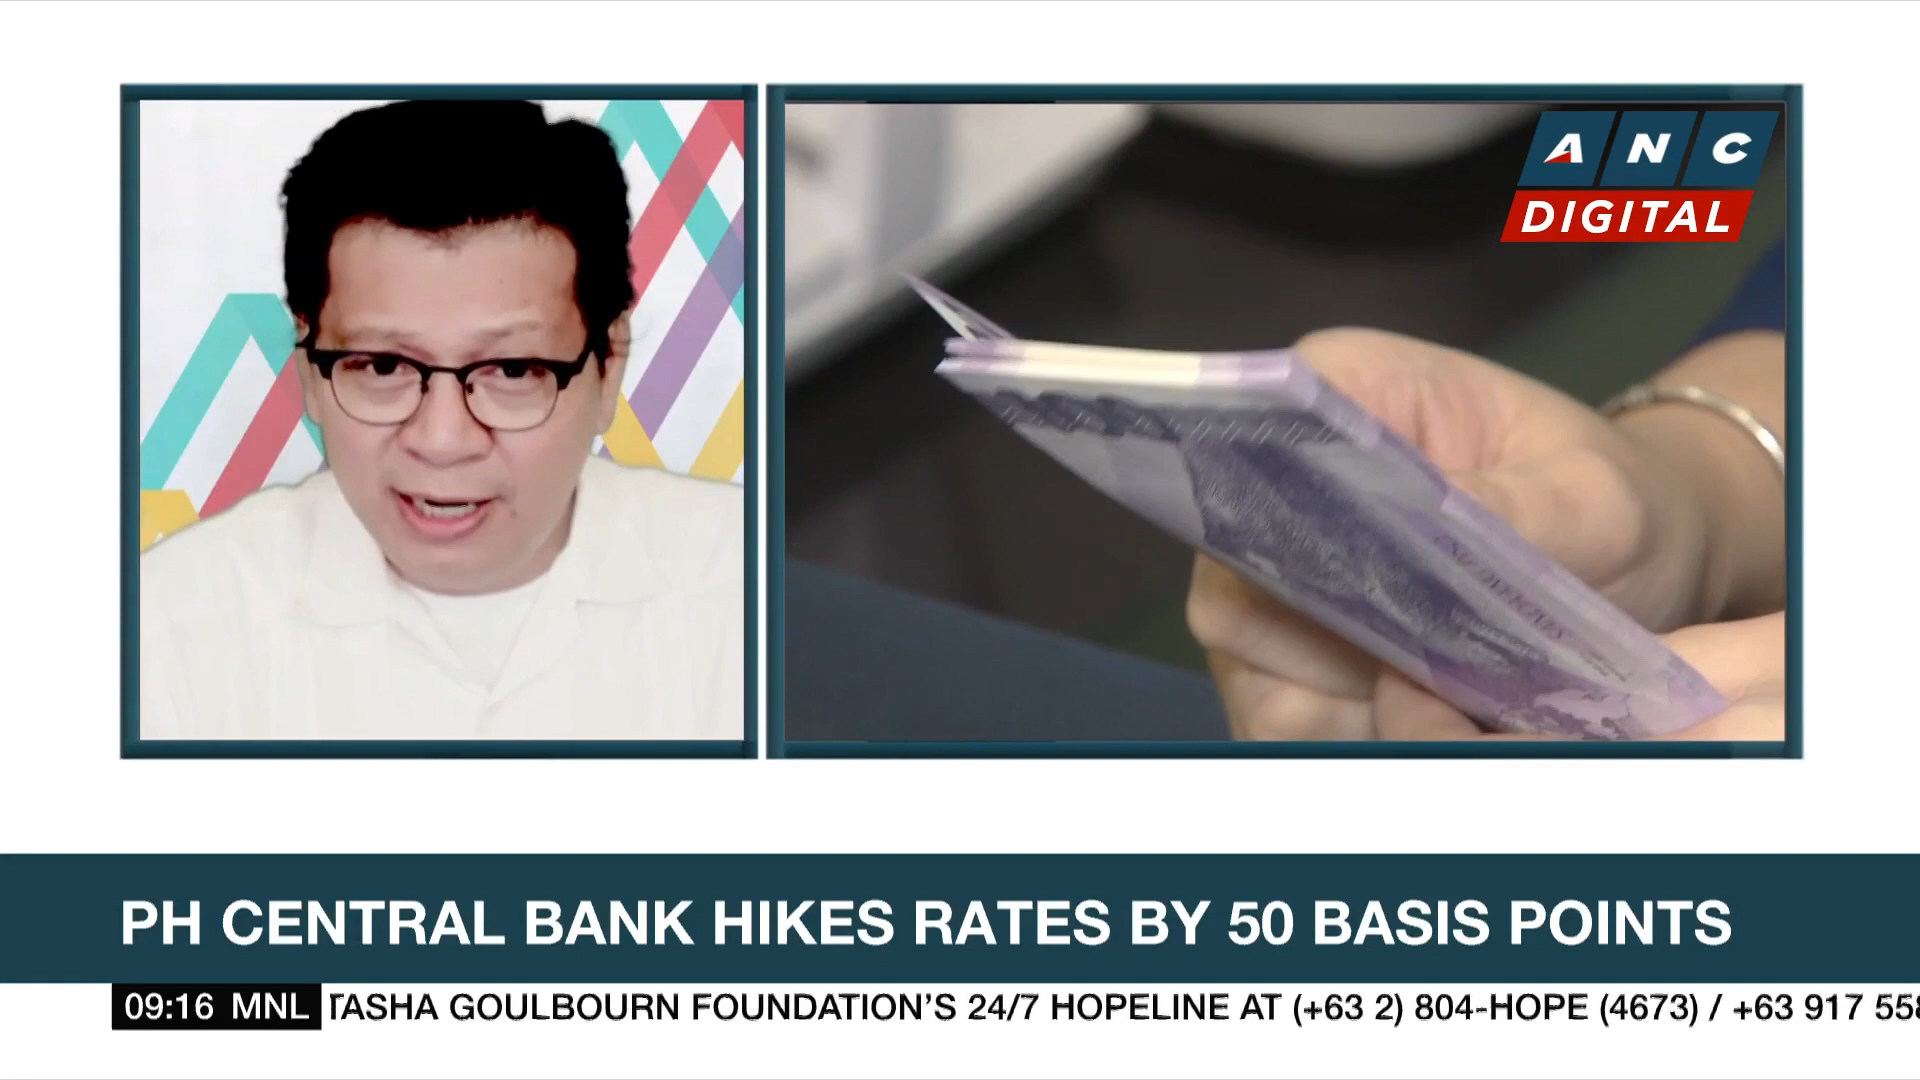 ANC
DIGITAL
PH CENTRAL BANK HIKES RATES BY 50 BASIS POINTS
09:16 MNL
TASHA GOULBOURN FOUNDATION'S 24/7 HOPELINE AT (+63 2) 804-HOPE (4673) / +63 917 558